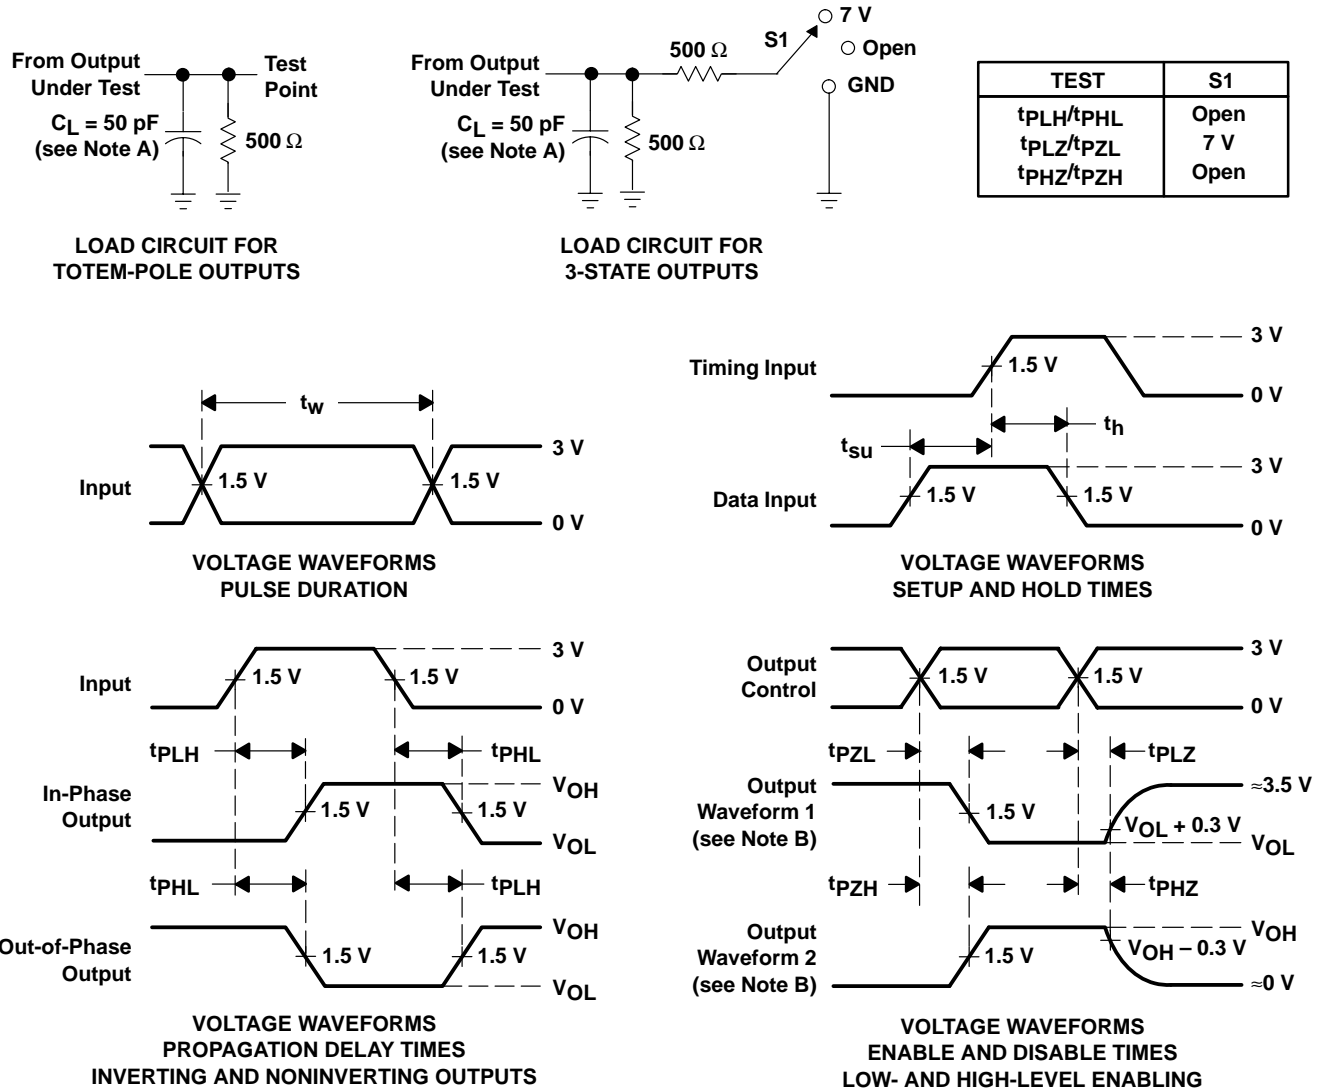 From Output
Under Test
Test
Point
CL = 50 pF
(see Note A)
500 Ω
LOAD CIRCUIT FOR
TOTEM-POLE OUTPUTS
From Output
Under Test
500 Ω
S1
7 V
Open
GND
CL = 50 pF
(see Note A)
500 Ω
LOAD CIRCUIT FOR
3-STATE OUTPUTS
TEST S1
tPLH/tPHL Open
tPLZ/tPZL 7 V
tPHZ/tPZH Open
tw
Input
1.5 V
1.5 V
3 V
0 V
VOLTAGE WAVEFORMS
PULSE DURATION
Timing Input
1.5 V
3 V
0 V
th
tsu
Data Input
1.5 V
1.5 V
3 V
0 V
VOLTAGE WAVEFORMS
SETUP AND HOLD TIMES
Input
1.5 V
1.5 V
3 V
0 V
tPLH
tPHL
In-Phase
Output
1.5 V
1.5 V
VOH
VOL
tPHL
tPLH
Out-of-Phase
Output
1.5 V
1.5 V
VOH
VOL
VOLTAGE WAVEFORMS
PROPAGATION DELAY TIMES
INVERTING AND NONINVERTING OUTPUTS
Output
Control
1.5 V
1.5 V
3 V
0 V
tPZL
tPLZ
Output
Waveform 1
(see Note B)
1.5 V
≈3.5 V
VOL + 0.3 V
VOL
tPZH
tPHZ
Output
Waveform 2
(see Note B)
1.5 V
VOH
VOH – 0.3 V
≈0 V
VOLTAGE WAVEFORMS
ENABLE AND DISABLE TIMES
LOW- AND HIGH-LEVEL ENABLING